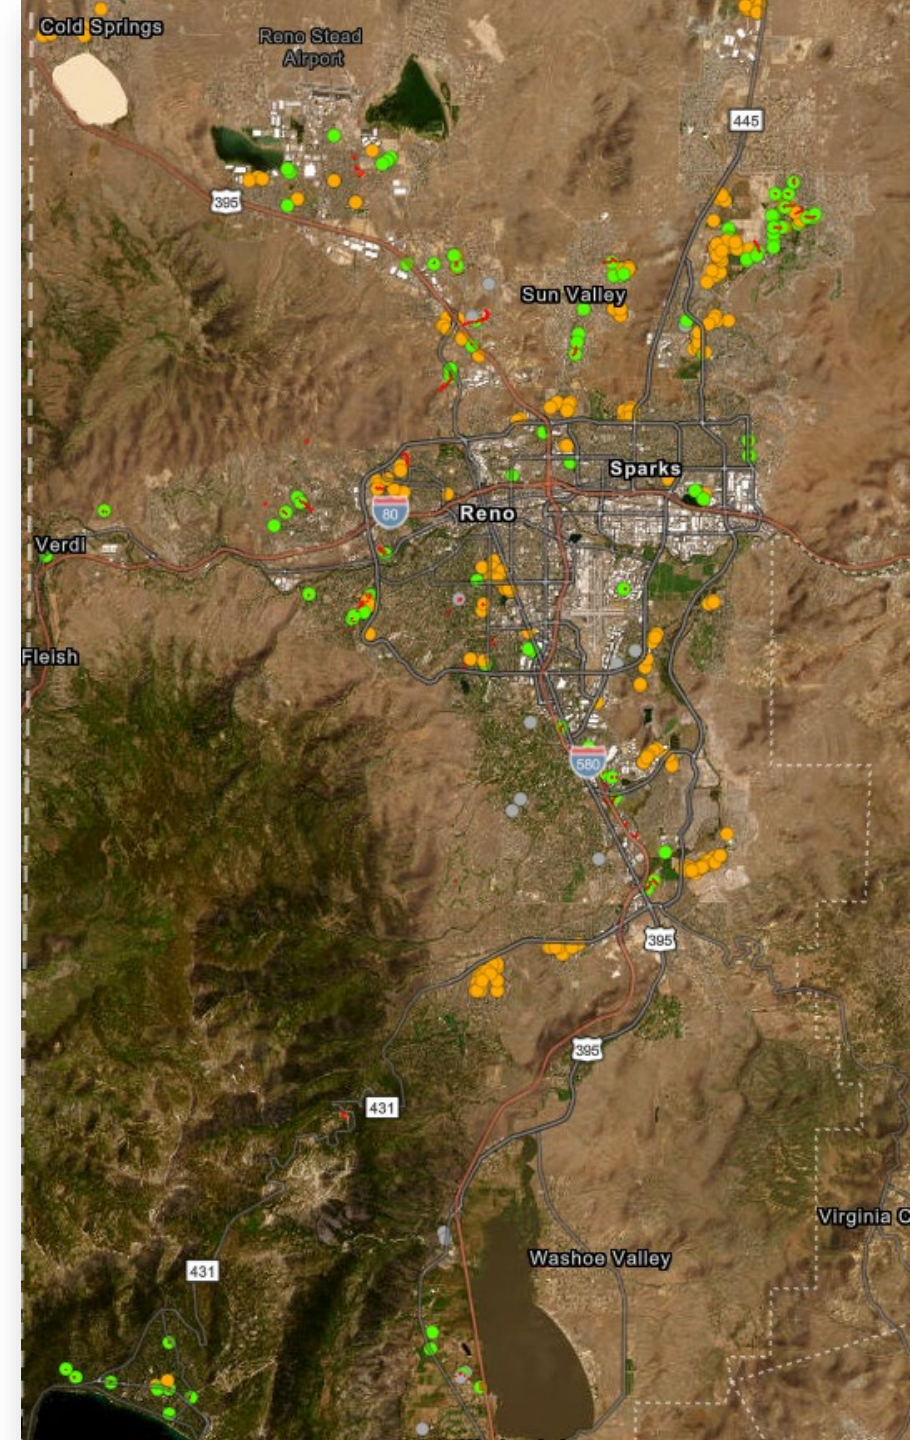 Cold Springs
Reno Stead
Airport
445
395
Sun Valley
Sparks
80
Reno
Verdi
Fleish
580
395
395
431
Virginia C
Washoe Valley
431